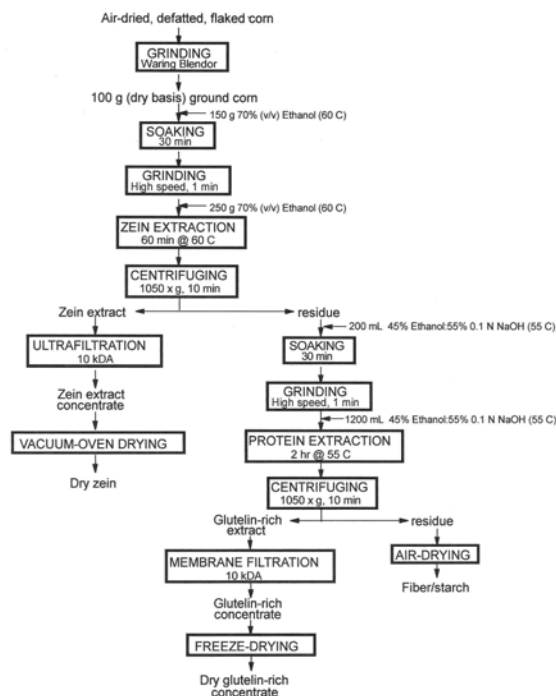 Air-dried, defatted, flaked corn
GRINDING
Waring Blendor
100 g (dry basis) ground corn
150 g 70% (v/v) Ethanol (60 C)
SOAKING
30 min
GRINDING
High speed, 1 min
250 g 70% (v/v) Ethanol (60 C)
ZEIN EXTRACTION
60 min @ 60 C
CENTRIFUGING
1050 x g, 10 min
Zein extract
residue
200 mL 45% Ethanol:55% 0.1 N NaOH (55 C)
ULTRAFILTRATION
10 kDA
SOAKING
30 min
Zein extract
concentrate
GRINDING
High speed, 1 min
1200 mL 45% Ethanol:55% 0.1 N NaOH (55 C)
VACUUM-OVEN DRYING
PROTEIN EXTRACTION
2 hr @ 55 C
Dry zein
CENTRIFUGING
1050 x g, 10 min
Glutelin-rich
extract
residue
MEMBRANE FILTRATION
10 kDA
AIR-DRYING
Glutelin-rich
concentrate
Fiber/starch
FREEZE-DRYING
Dry glutelin-rich
concentrate